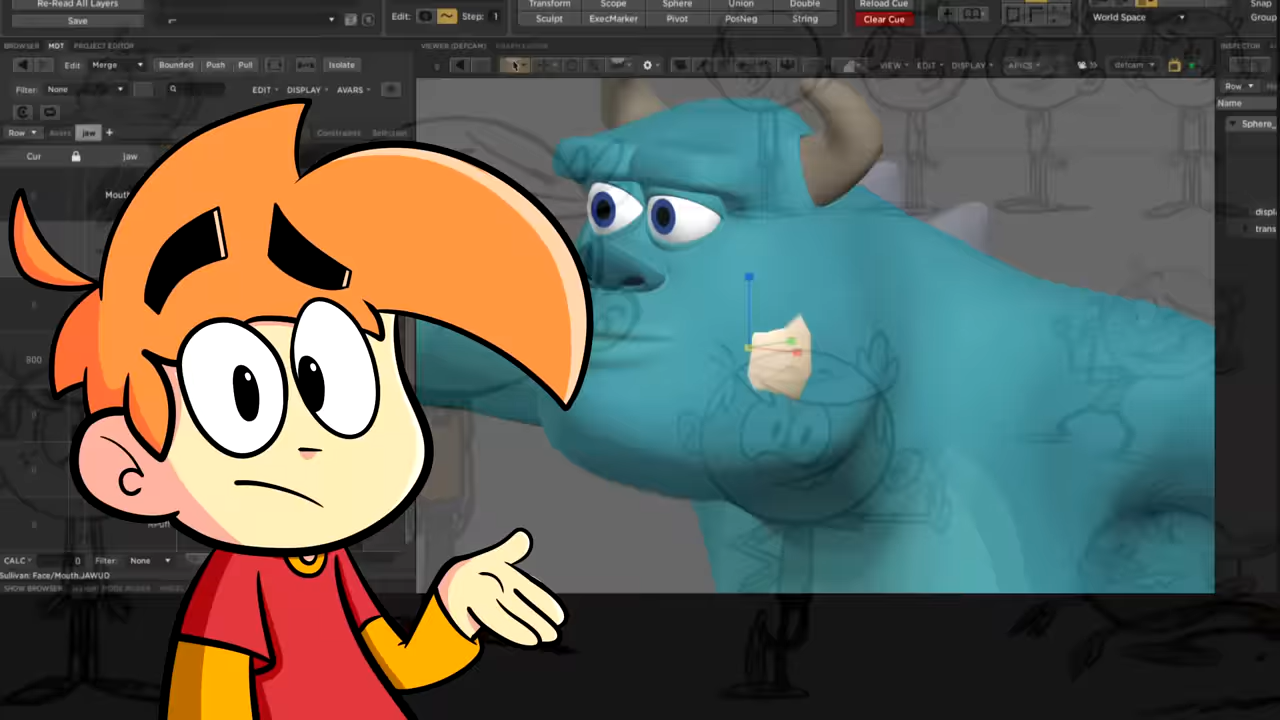 Re-Read All Layers
Save
Edit:
Step: 1
Transform Scope Sphere Union Double
Sculpt ExecMarker Pivot PosNeg String
Reload Cue
Clear Cue
World Space
Snap
Group
BROWSER MDT PROJECT EDITOR
VIEWER (DEFCAM)
INSPECTOR
Edit Merge Bounded Push Pull Isolate
VIEW EDIT DISPLAY
defcam
Filter: None
EDIT DISPLAY AVARS
Row
Name
Sphere_
Row Asses jaw +
Constraints Selection
Cur jaw
Mouth
displ
trans
800
CALC 0 Filter: None
Sullivan: Face/Mouth.JAWUD
SHOW BROWSER